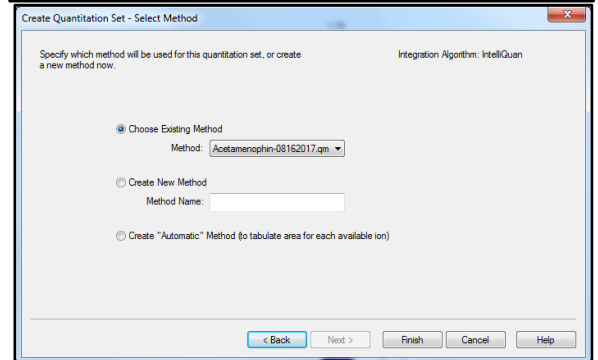 Create Quantitation Set - Select Method
Specify which method will be used for this quantitation set, or create
a new method now.
Integration Algorithm: IntelliQuan
Choose Existing Method
Method: Acetamenophin-08162017.qm
Create New Method
Method Name:
Create "Automatic" Method (to tabulate area for each available ion)
< Back Next > Finish Cancel Help